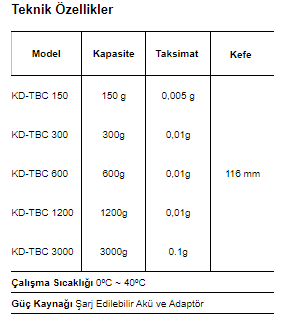 Teknik Özellikler
Model Kapasite Taksimat Kefe
KD-TBC 150 150 g 0,005 g
KD-TBC 300 300g 0,01g
KD-TBC 600 600g 0,01g 116 mm
KD-TBC 1200 1200g 0,01g
KD-TBC 3000 3000g 0.1g
Çalışma Sıcaklığı 0ºC ~ 40ºC
Güç Kaynağı Şarj Edilebilir Akü ve Adaptör